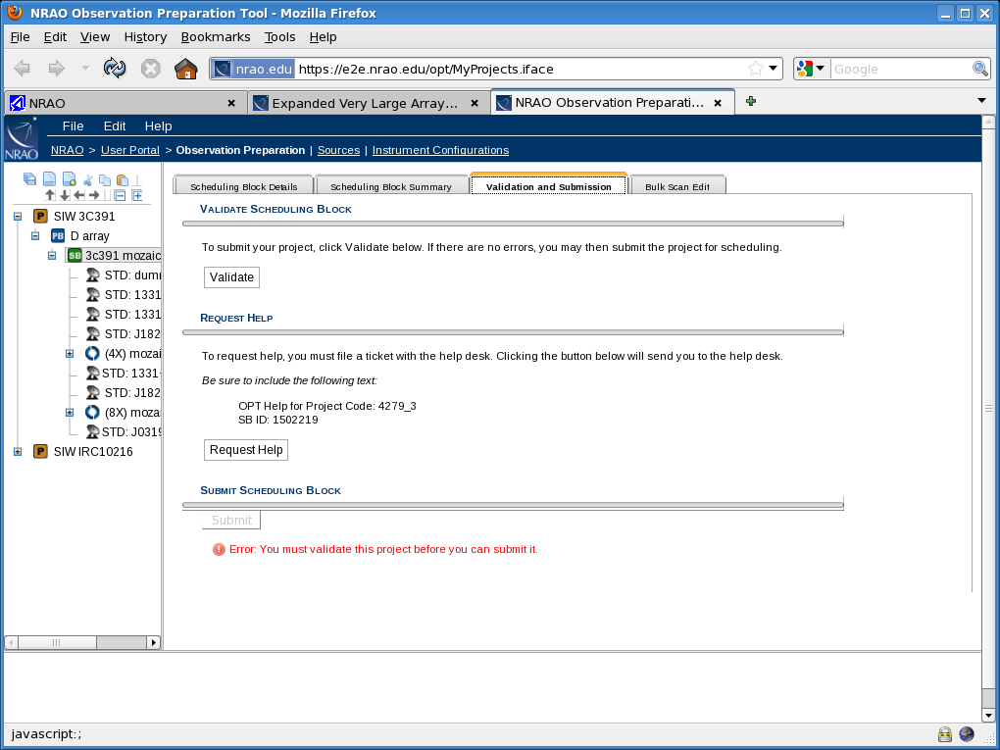 NRAO Observation Preparation Tool - Mozilla Firefox
File Edit View History Bookmarks Tools Help
nrao.edu https://e2e.nrao.edu/opt/MyProjects.iface Google
NRAO Expanded Very Large Array... NRAO Observation Preparati...
File Edit Help
NRAO
NRAO > User Portal > Observation Preparation | Sources | Instrument Configurations
Scheduling Block Details Scheduling Block Summary Validation and Submission Bulk Scan Edit
P SIW 3C391
PB D array
SB 3c391 mozaic
STD: dum
STD: 1331
STD: 1331
STD: J182
(4X) mozai
STD: 1331
STD: J182
(8X) moza
STD: J0319
P SIW IRC10216
Validate Scheduling Block
To submit your project, click Validate below. If there are no errors, you may then submit the project for scheduling.
Validate
Request Help
To request help, you must file a ticket with the help desk. Clicking the button below will send you to the help desk.
Be sure to include the following text:
OPT Help for Project Code: 4279_3
SB ID: 1502219
Request Help
Submit Scheduling Block
Submit
Error: You must validate this project before you can submit it.
javascript:;